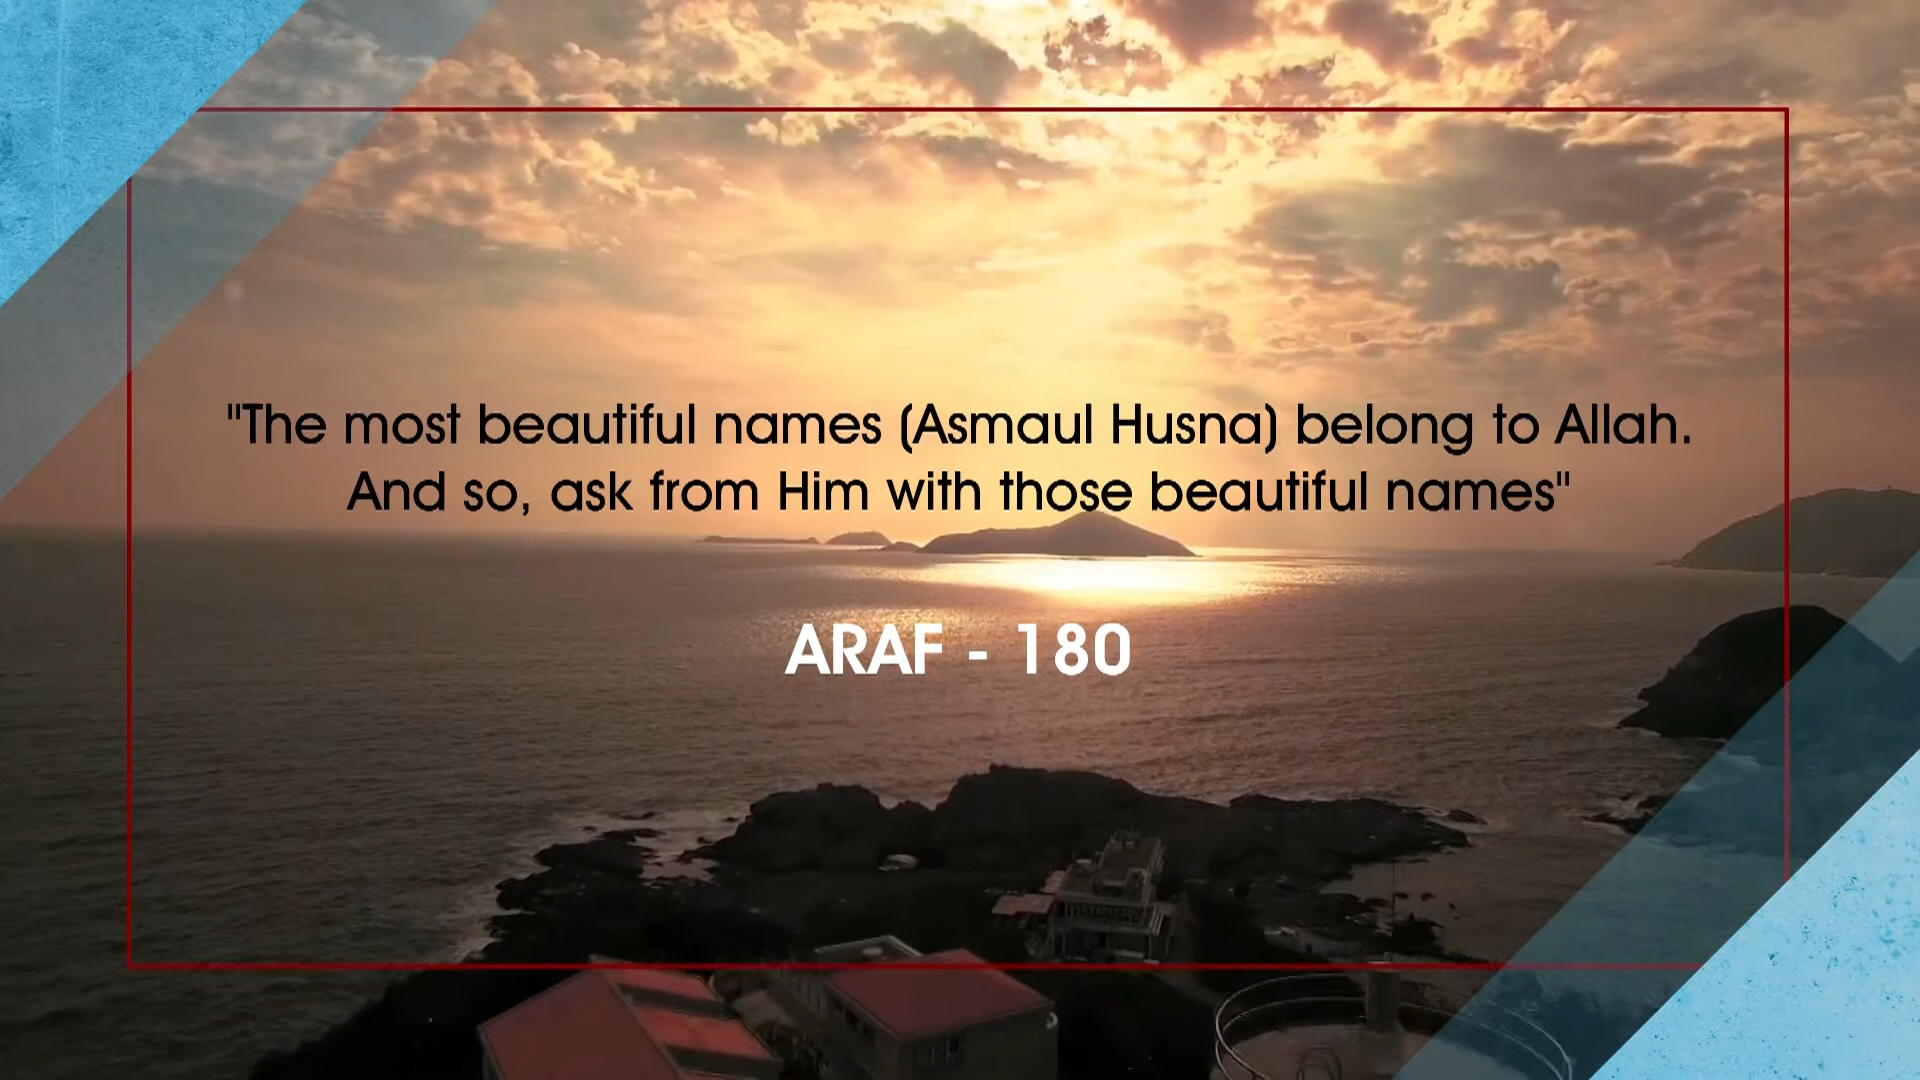 "The most beautiful names (Asmaul Husna) belong to Allah.
And so, ask from Him with those beautiful names"
ARAF - 180